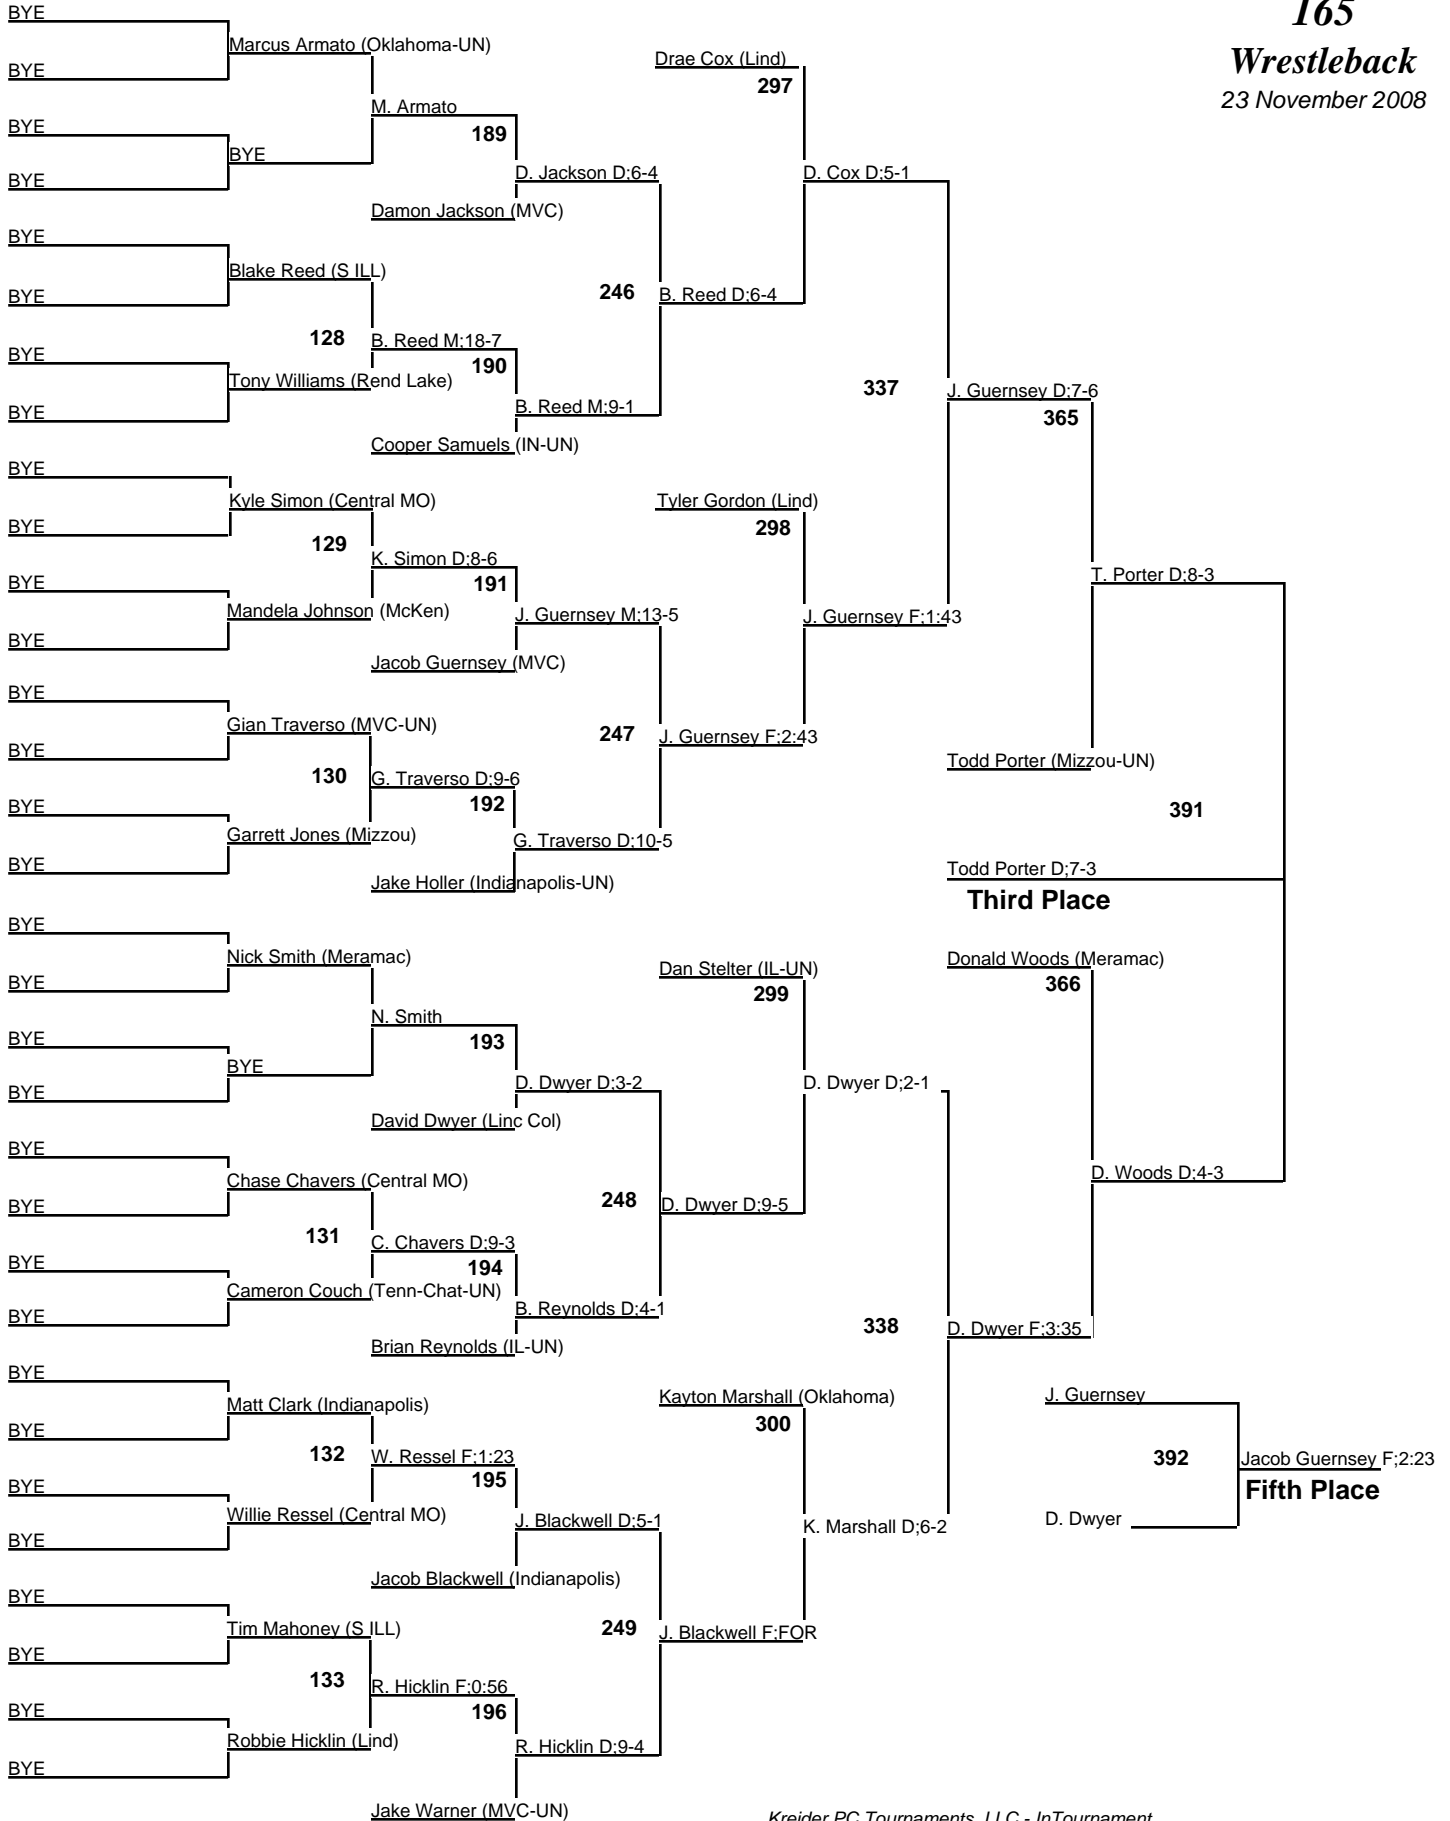 165
Wrestleback
23 November 2008
BYE
Marcus Armato (Oklahoma-UN)
Drae Cox (Lind)
BYE
297
M. Armato
BYE
189
BYE
D. Jackson D;6-4
D. Cox D;5-1
BYE
Damon Jackson (MVC)
BYE
Blake Reed (S ILL)
246
B. Reed D;6-4
BYE
128
B. Reed M;18-7
BYE
190
Tony Williams (Rend Lake)
337
J. Guernsey D;7-6
B. Reed M;9-1
365
BYE
Cooper Samuels (IN-UN)
BYE
Kyle Simon (Central MO)
Tyler Gordon (Lind)
BYE
298
129
K. Simon D;8-6
BYE
191
T. Porter D;8-3
Mandela Johnson (McKen)
J. Guernsey M;13-5
J. Guernsey F;1:43
BYE
Jacob Guernsey (MVC)
BYE
Gian Traverso (MVC-UN)
247
J. Guernsey F;2:43
BYE
Todd Porter (Mizzou-UN)
130
G. Traverso D;9-6
BYE
192
391
Garrett Jones (Mizzou)
G. Traverso D;10-5
BYE
Todd Porter D;7-3
Jake Holler (Indianapolis-UN)
Third Place
BYE
Nick Smith (Meramac)
Dan Stelter (IL-UN)
Donald Woods (Meramac)
BYE
299
366
N. Smith
BYE
193
BYE
D. Dwyer D;3-2
D. Dwyer D;2-1
BYE
David Dwyer (Linc Col)
BYE
Chase Chavers (Central MO)
D. Woods D;4-3
248
D. Dwyer D;9-5
BYE
131
C. Chavers D;9-3
BYE
194
Cameron Couch (Tenn-Chat-UN)
B. Reynolds D;4-1
BYE
338
D. Dwyer F;3:35
Brian Reynolds (IL-UN)
BYE
Matt Clark (Indianapolis)
Kayton Marshall (Oklahoma)
J. Guernsey
BYE
300
132
W. Ressel F;1:23
392
Jacob Guernsey F;2:23
BYE
195
Fifth Place
Willie Ressel (Central MO)
J. Blackwell D;5-1
K. Marshall D;6-2
D. Dwyer
BYE
Jacob Blackwell (Indianapolis)
BYE
Tim Mahoney (S ILL)
249
J. Blackwell F;FOR
BYE
133
R. Hicklin F;0:56
BYE
196
Robbie Hicklin (Lind)
R. Hicklin D;9-4
BYE
Jake Warner (MVC-UN)
Kreider PC Tournaments, LLC - InTournament